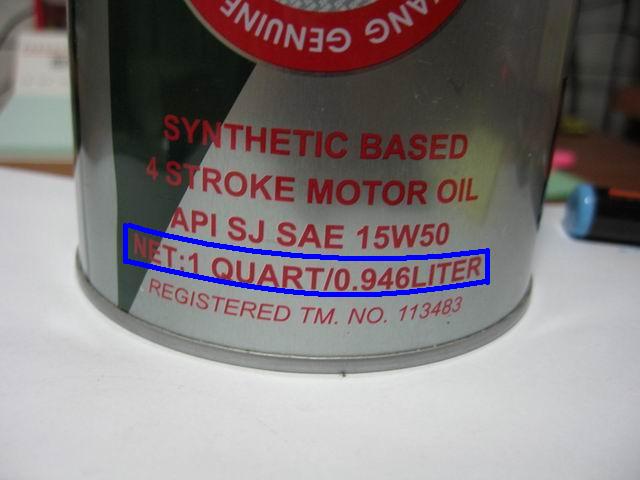 YANG GENUINE
SYNTHETIC BASED
4 STROKE MOTOR OIL
API SJ SAE 15W50
NET:1 QUART/0.946LITER
REGISTERED TM. NO. 113483